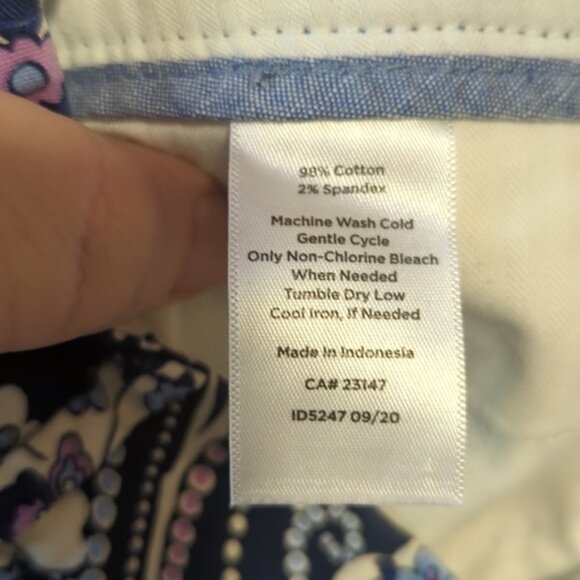 98% Cotton
2% Spandex
Machine Wash Cold
Gentle Cycle
Only Non-Chlorine Bleach
When Needed
Tumble Dry Low
Cool Iron, If Needed
Made in Indonesia
CA# 23147
ID5247 09/20